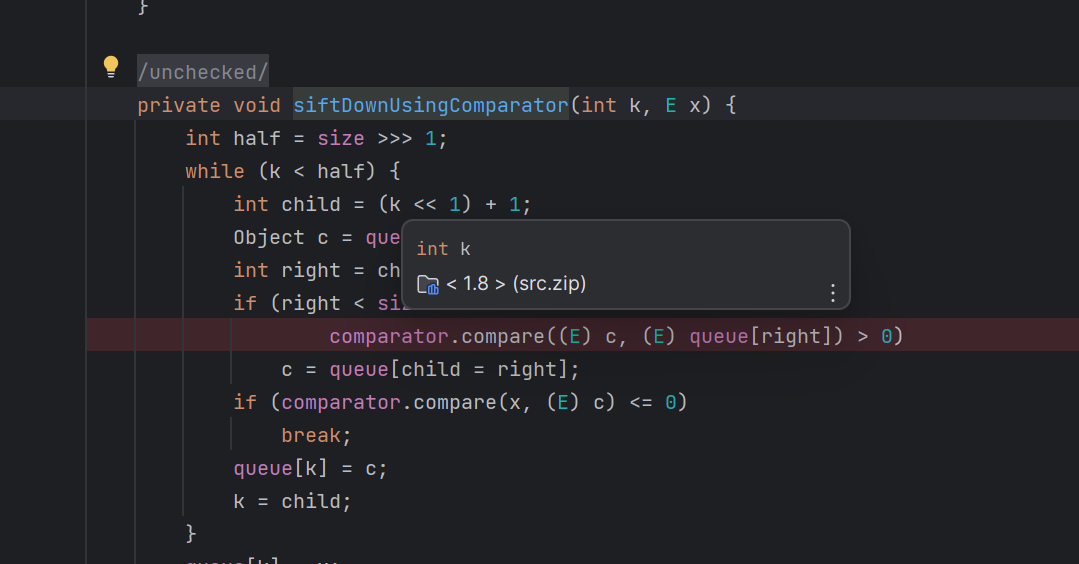 }
/unchecked/
private void siftDownUsingComparator(int k, E x) {
int half = size >>> 1;
while (k < half) {
int child = (k << 1) + 1;
Object c = que
int k
int right = ch
< 1.8 > (src.zip)
if (right < siz
comparator.compare((E) c, (E) queue[right]) > 0)
c = queue[child = right];
if (comparator.compare(x, (E) c) <= 0)
break;
queue[k] = c;
k = child;
}